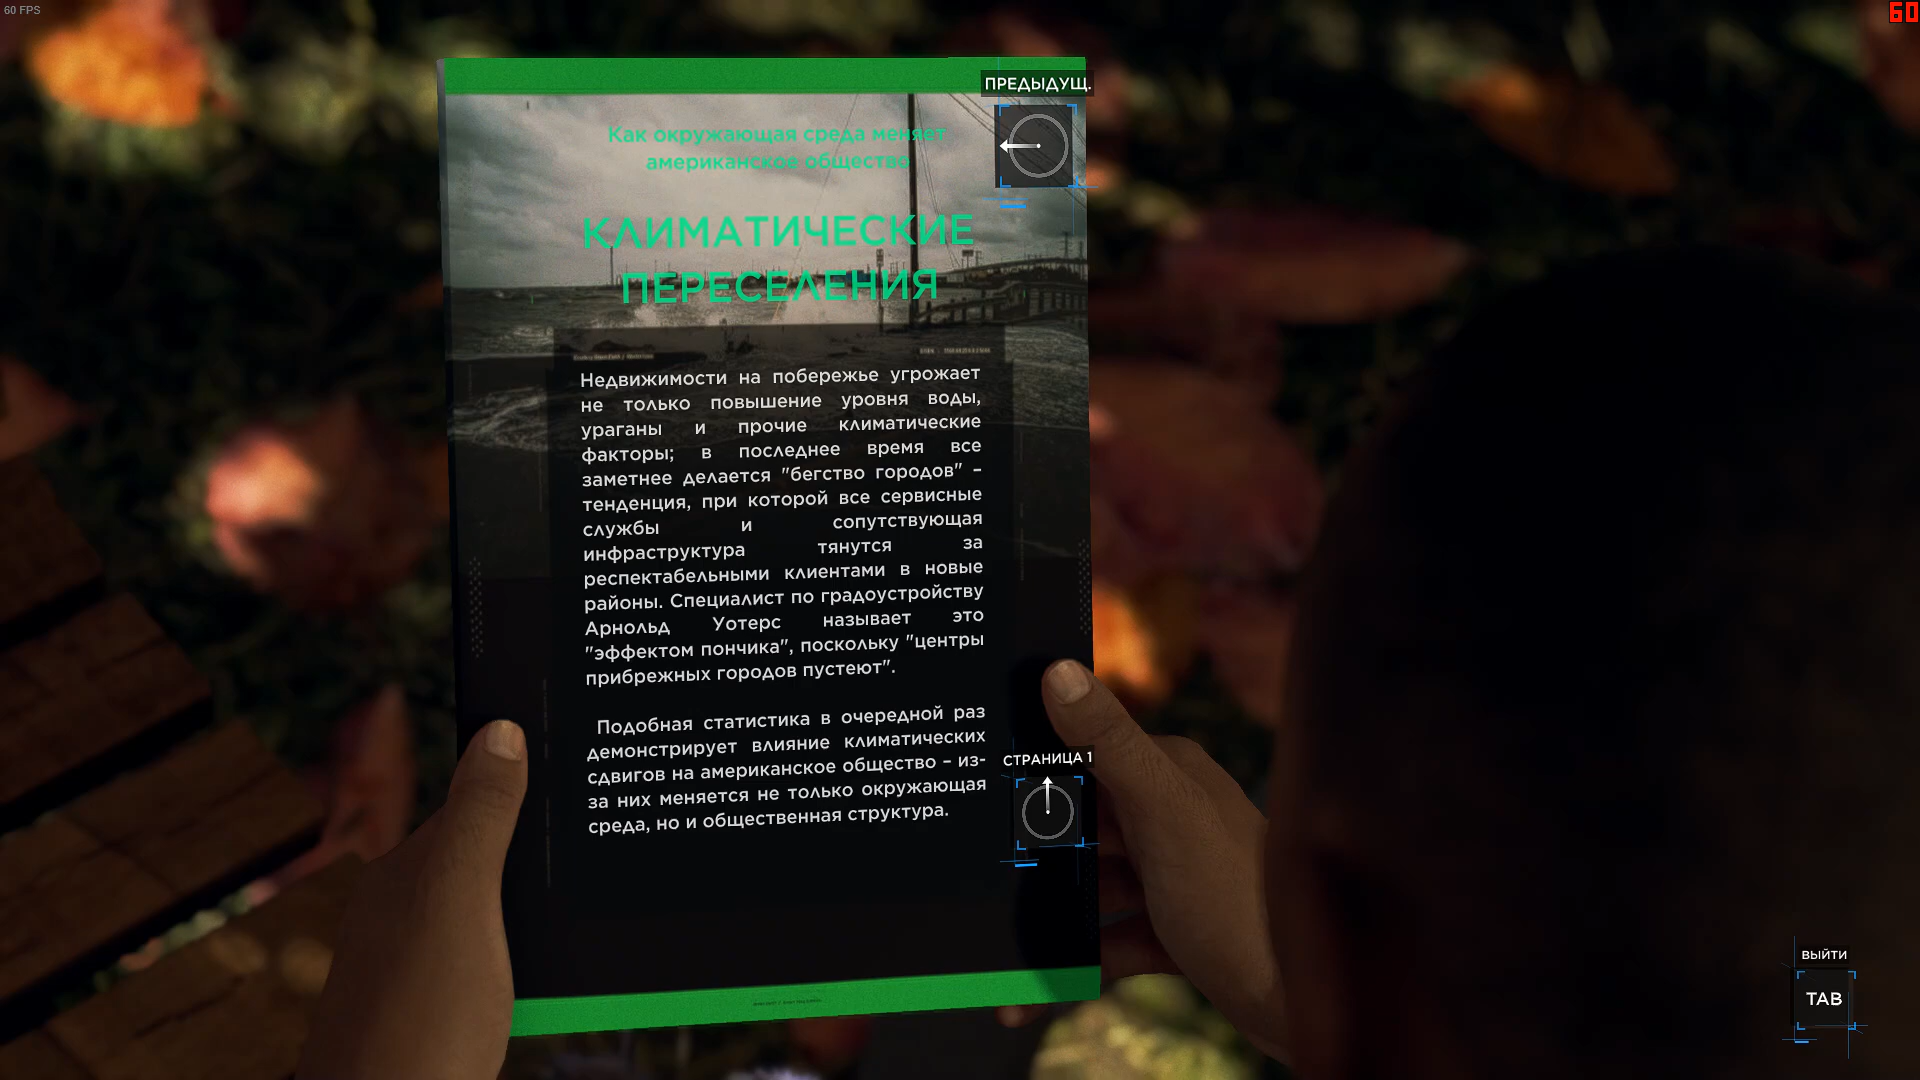 60 FPS
60
ПРЕДЫДУЩ.
Как окружающая среда меняет
американское общество
КЛИМАТИЧЕСКИЕ
ПЕРЕСЕЛЕНИЯ
Недвижимости на побережье угрожает
не только повышение уровня воды,
ураганы и прочие климатические
факторы; в последнее время все
заметнее делается "бегство городов" –
тенденция, при которой все сервисные
службы и сопутствующая
инфраструктура тянутся за
респектабельными клиентами в новые
районы. Специалист по градоустройству
Арнольд Уотерс называет это
"эффектом пончика", поскольку "центры
прибрежных городов пустеют".
Подобная статистика в очередной раз
демонстрирует влияние климатических
сдвигов на американское общество – из-
за них меняется не только окружающая
среда, но и общественная структура.
СТРАНИЦА 1
ВЫЙТИ
TAB